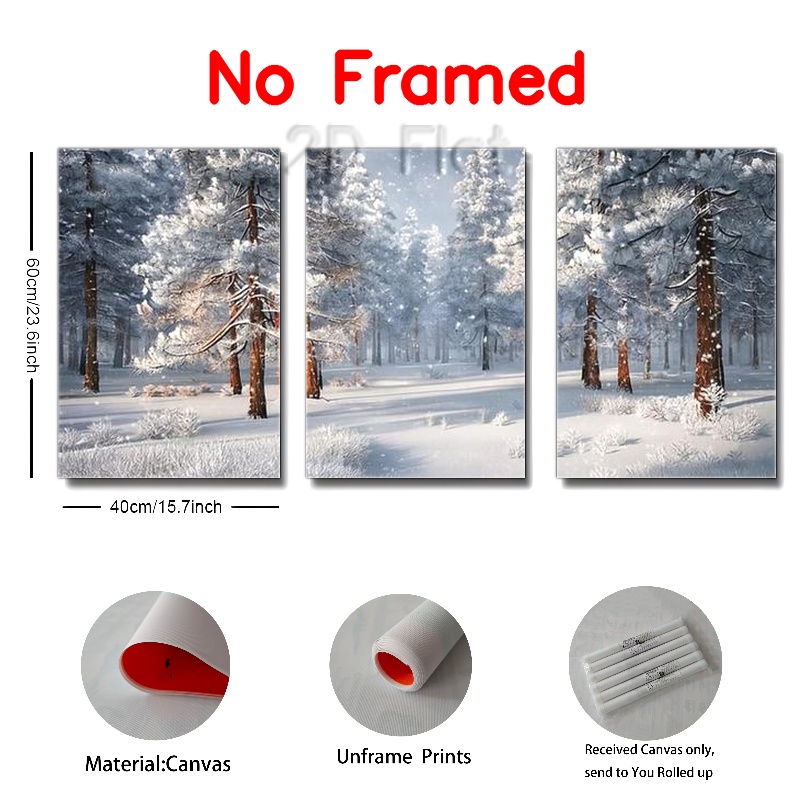 No Framed
2D Flat
60cm/23.6inch
40cm/15.7inch
Material:Canvas
Unframe Prints
Received Canvas only,
send to You Rolled up